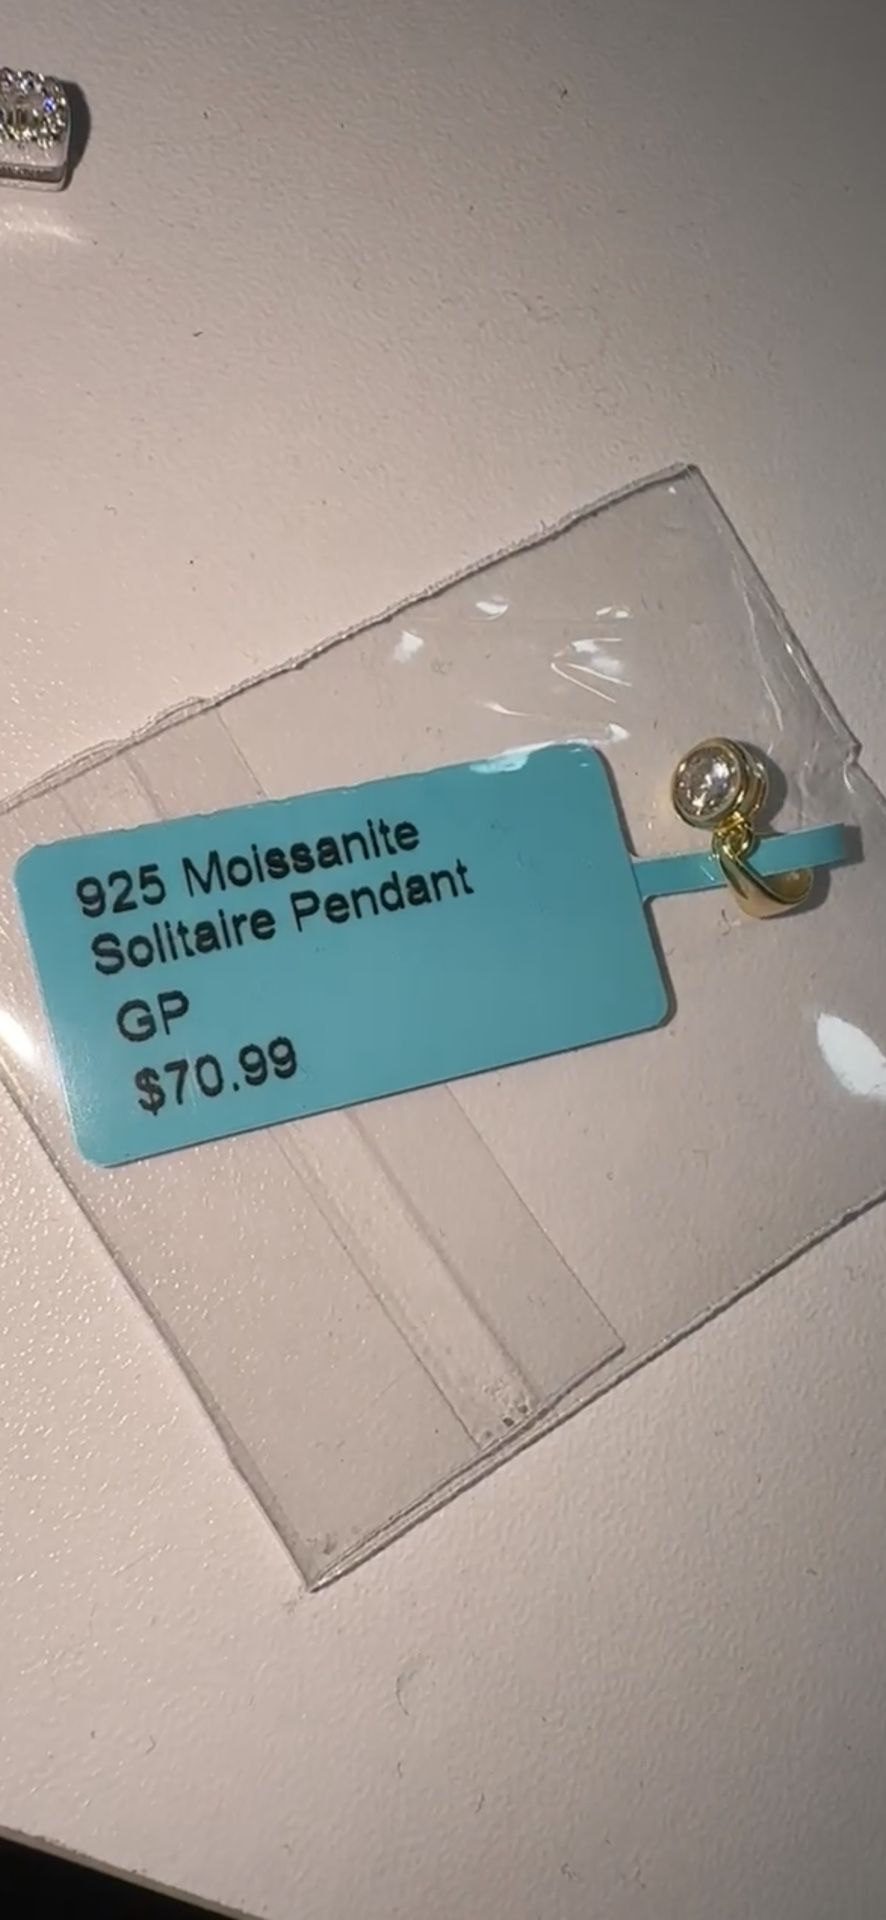 925 Moissanite
Solitaire Pendant
GP
$70.99